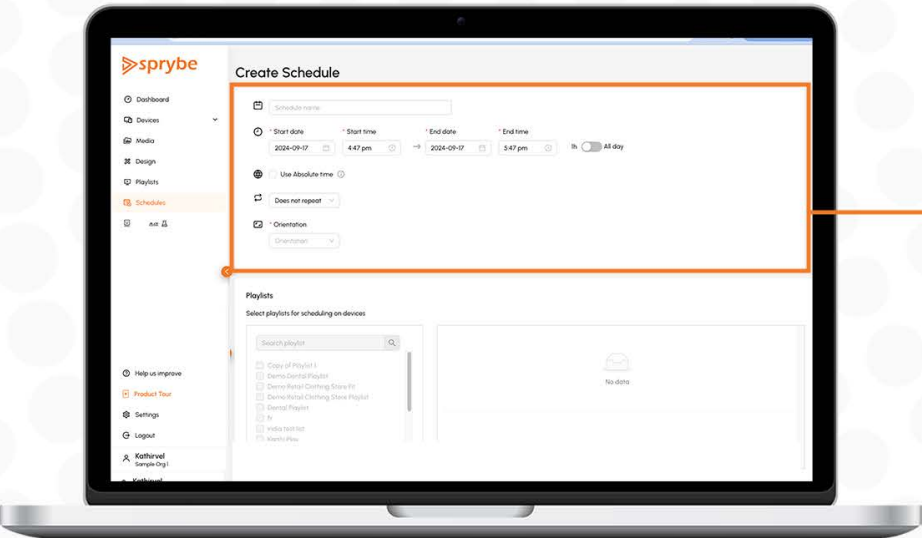 sprybe
Create Schedule
Dashboard
Devices
Media
Design
Playlists
Schedules
Schedule name
* Start date * Start time * End date * End time
2024-09-17 4:47 pm → 2024-09-17 5:47 pm 1h All day
Use Absolute time
Does not repeat
* Orientation
Orientation
Playlists
Select playlists for scheduling on devices
Search playlist
Copy of Playlist 1
Demo Dental Playlist
Demo Retail Clothing Store Fit
Demo Retail Clothing Store Playlist
Dental Playlist
fr
India test list
No data
Help us improve
Product Tour
Settings
Logout
Kathirvel
Sample Org 1
Kathirvel